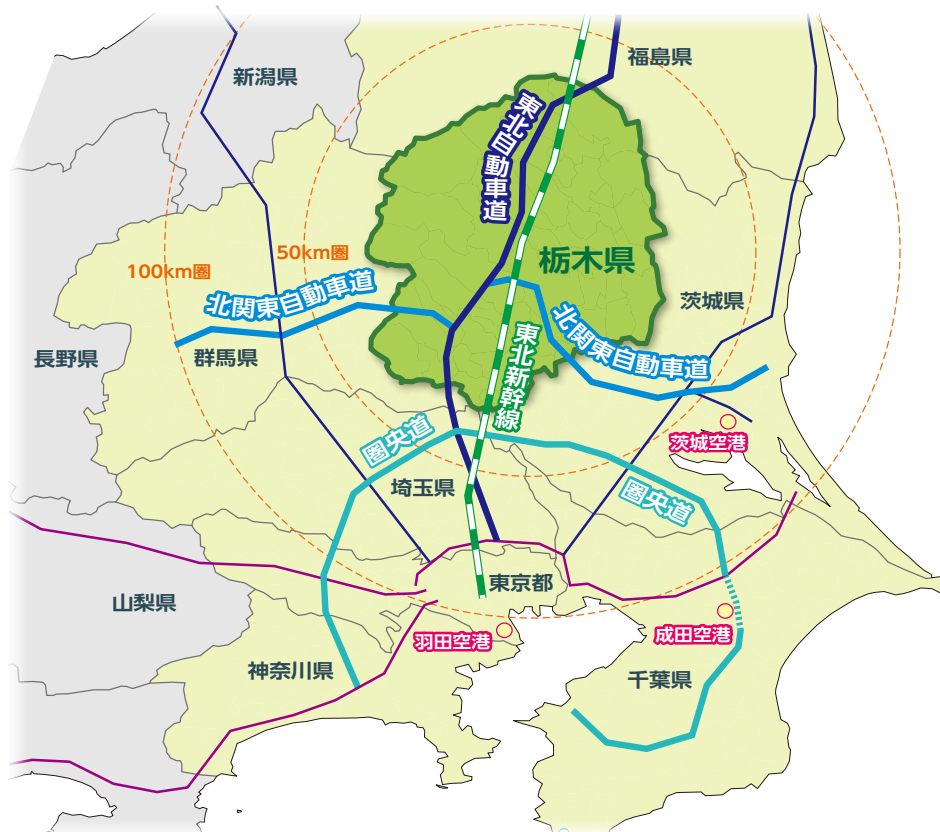 福島県
新潟県
東北自動車道
50km圏
栃木県
100km圏
北関東自動車道
茨城県
北関東自動車道
長野県
群馬県
東北新幹線
圏央道
茨城空港
埼玉県
圏央道
東京都
山梨県
羽田空港
成田空港
神奈川県
千葉県